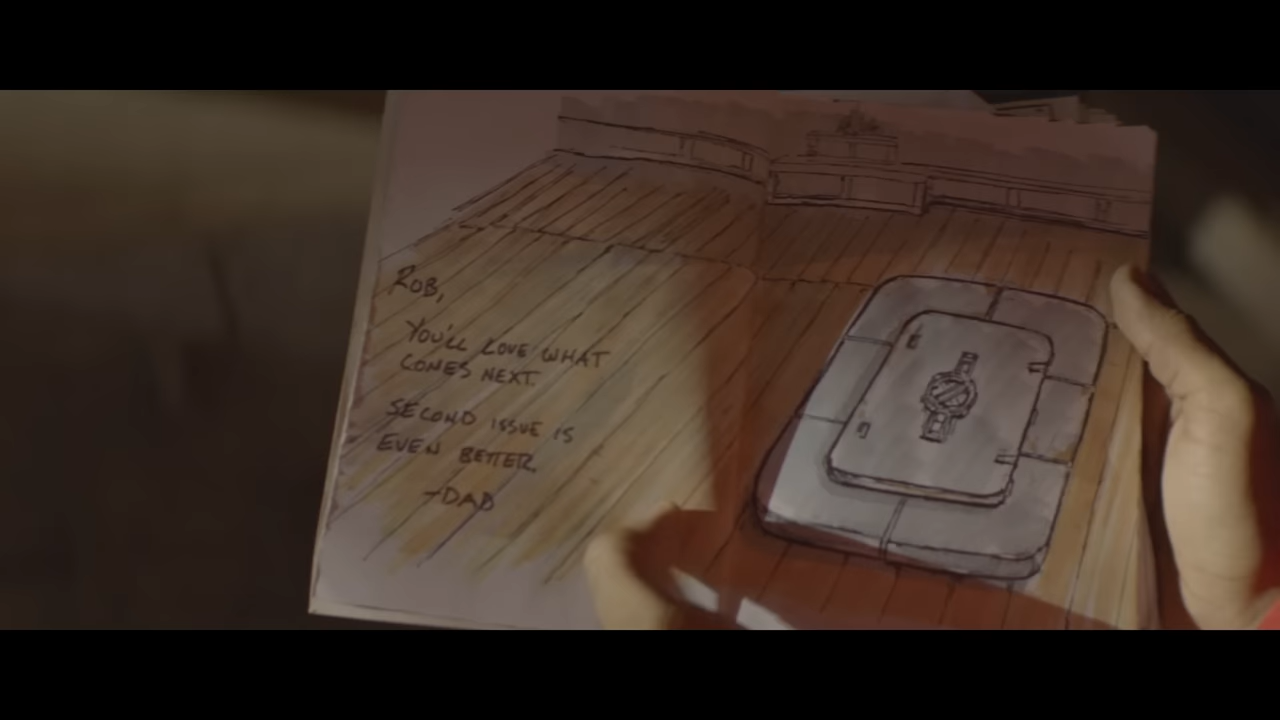 ROB,
YOU'LL LOVE WHAT
COMES NEXT.
SECOND ISSUE IS
EVEN BETTER.
-DAD